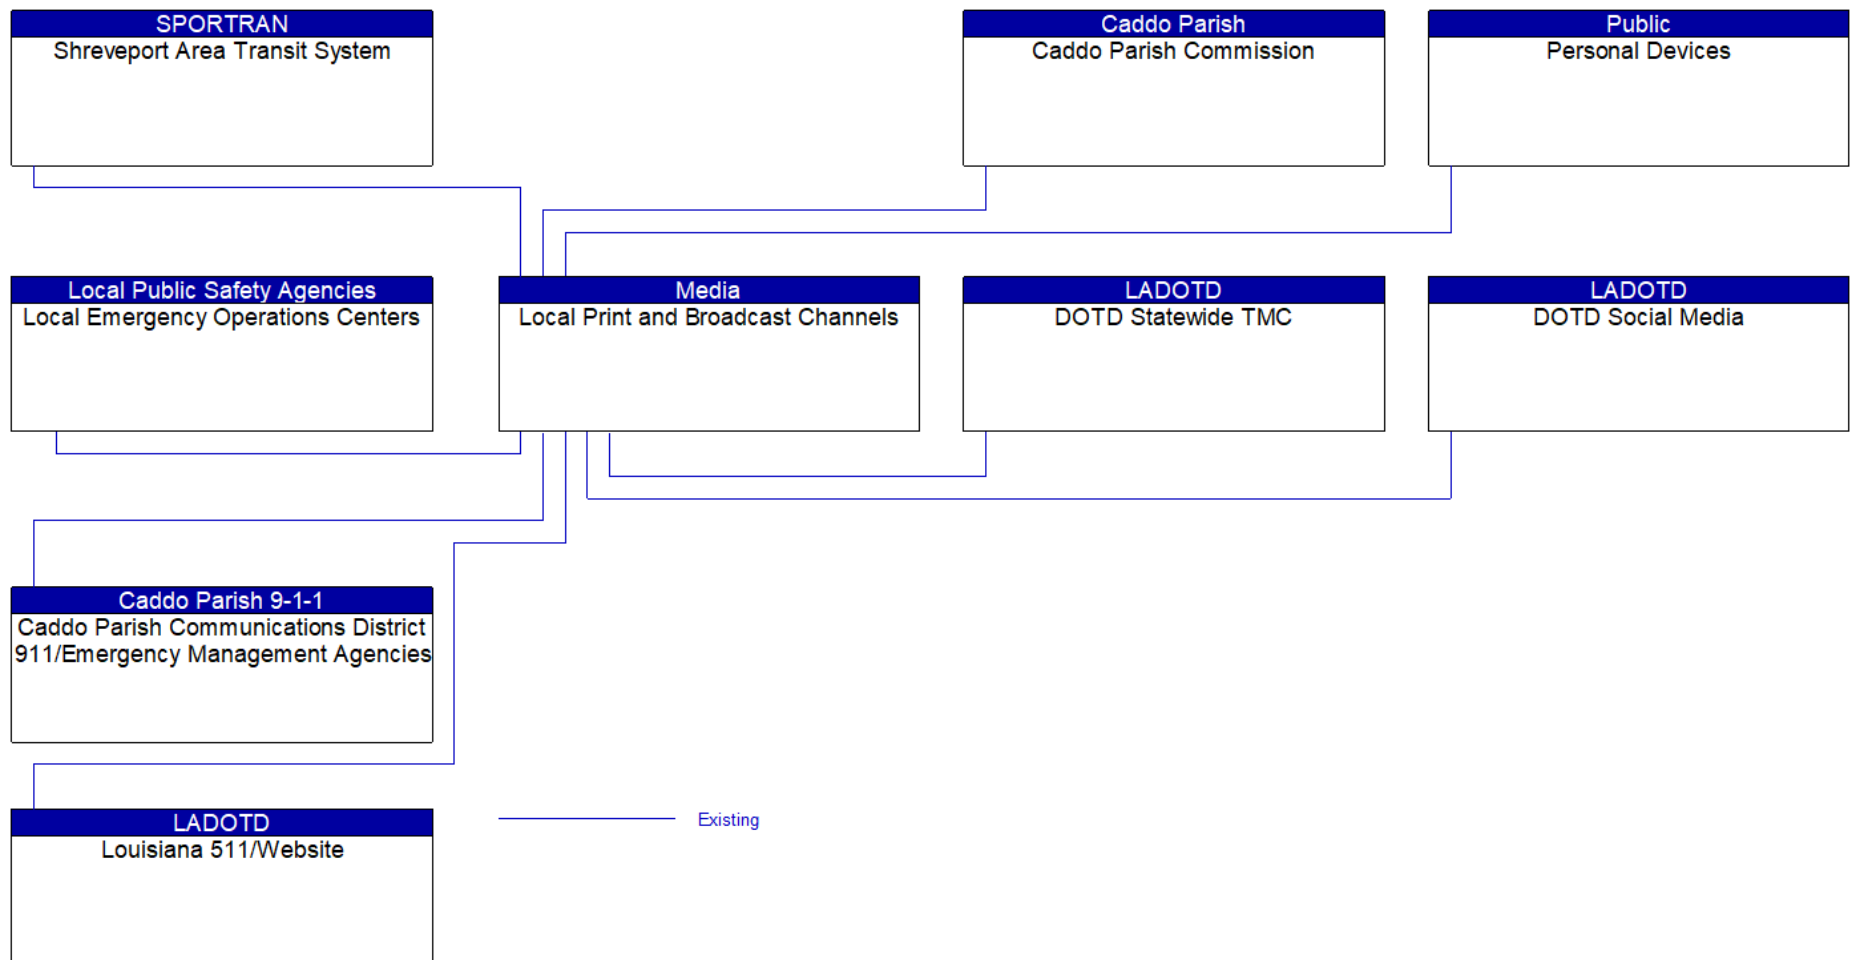 SPORTRAN
Shreveport Area Transit System
Caddo Parish
Caddo Parish Commission
Public
Personal Devices
Local Public Safety Agencies
Local Emergency Operations Centers
Media
Local Print and Broadcast Channels
LADOTD
DOTD Statewide TMC
LADOTD
DOTD Social Media
Caddo Parish 9-1-1
Caddo Parish Communications District
911/Emergency Management Agencies
LADOTD
Louisiana 511/Website
Existing